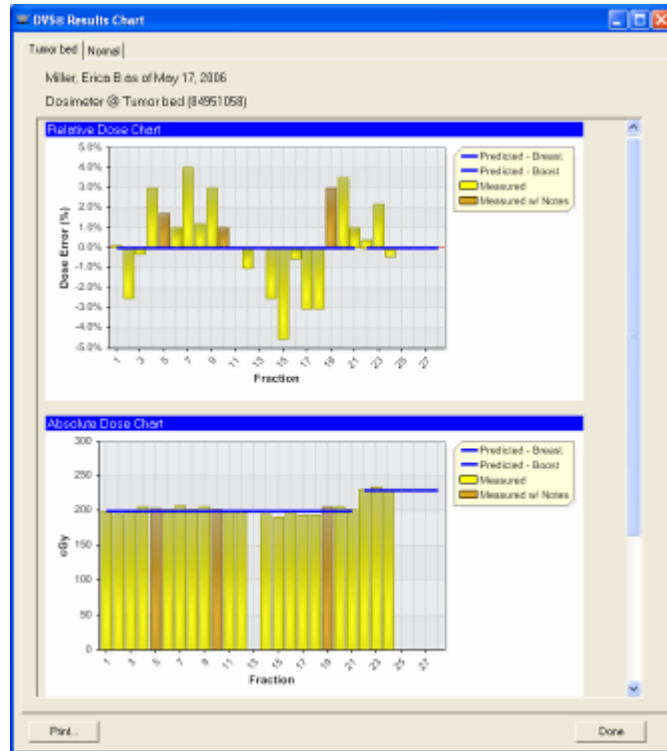 DVS® Results Chart
Tumor bed
Normal
Miller, Erica B as of May 17, 2006
Dosimeter @ Tumor bed (84951058)
Relative Dose Chart
5.0%
4.0%
3.0%
2.0%
1.0%
0.0%
-1.0%
-2.0%
-3.0%
-4.0%
-5.0%
Dose Error (%)
1 3 5 7 9 11 13 15 17 19 21 23 25 27
Fraction
Predicted - Breast
Predicted - Boost
Measured
Measured w/ Notes
Absolute Dose Chart
300
250
200
150
100
50
0
cGy
1 3 5 7 9 11 13 15 17 19 21 23 25 27
Fraction
Predicted - Breast
Predicted - Boost
Measured
Measured w/ Notes
Print...
Done